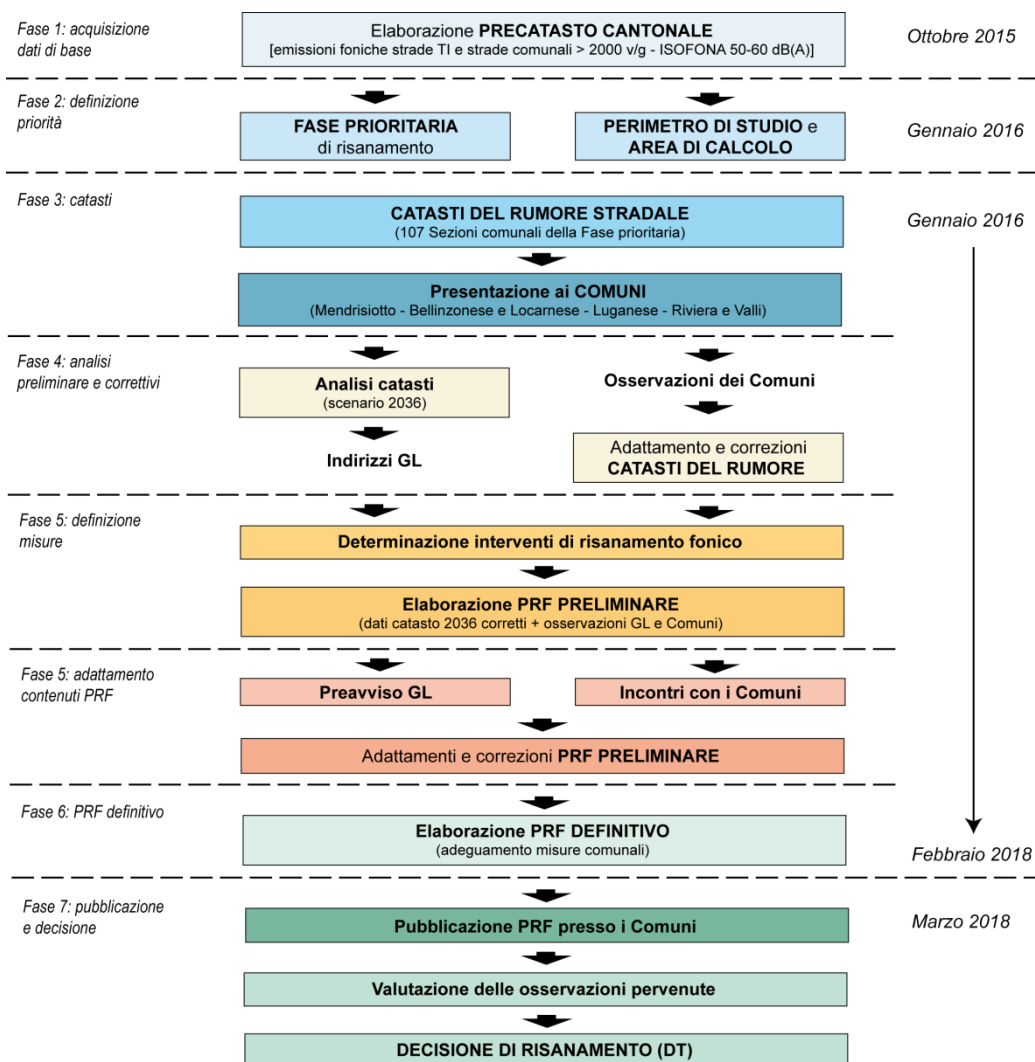 Fase 1: acquisizione
dati di base
Elaborazione PRECATASTO CANTONALE
[emissioni foniche strade TI e strade comunali > 2000 v/g - ISOFONA 50-60 dB(A)]
Ottobre 2015
Fase 2: definizione
priorità
FASE PRIORITARIA
di risanamento
PERIMETRO DI STUDIO e
AREA DI CALCOLO
Gennaio 2016
Fase 3: catasti
CATASTI DEL RUMORE STRADALE
(107 Sezioni comunali della Fase prioritaria)
Gennaio 2016
Presentazione ai COMUNI
(Mendrisiotto - Bellinzonese e Locarnese - Luganese - Riviera e Valli)
Fase 4: analisi
preliminare e correttivi
Analisi catasti
(scenario 2036)
Osservazioni dei Comuni
Indirizzi GL
Adattamento e correzioni
CATASTI DEL RUMORE
Fase 5: definizione
misure
Determinazione interventi di risanamento fonico
Elaborazione PRF PRELIMINARE
(dati catasto 2036 corretti + osservazioni GL e Comuni)
Fase 5: adattamento
contenuti PRF
Preavviso GL
Incontri con i Comuni
Adattamenti e correzioni PRF PRELIMINARE
Fase 6: PRF definitivo
Elaborazione PRF DEFINITIVO
(adeguamento misure comunali)
Febbraio 2018
Fase 7: pubblicazione
e decisione
Pubblicazione PRF presso i Comuni
Marzo 2018
Valutazione delle osservazioni pervenute
DECISIONE DI RISANAMENTO (DT)